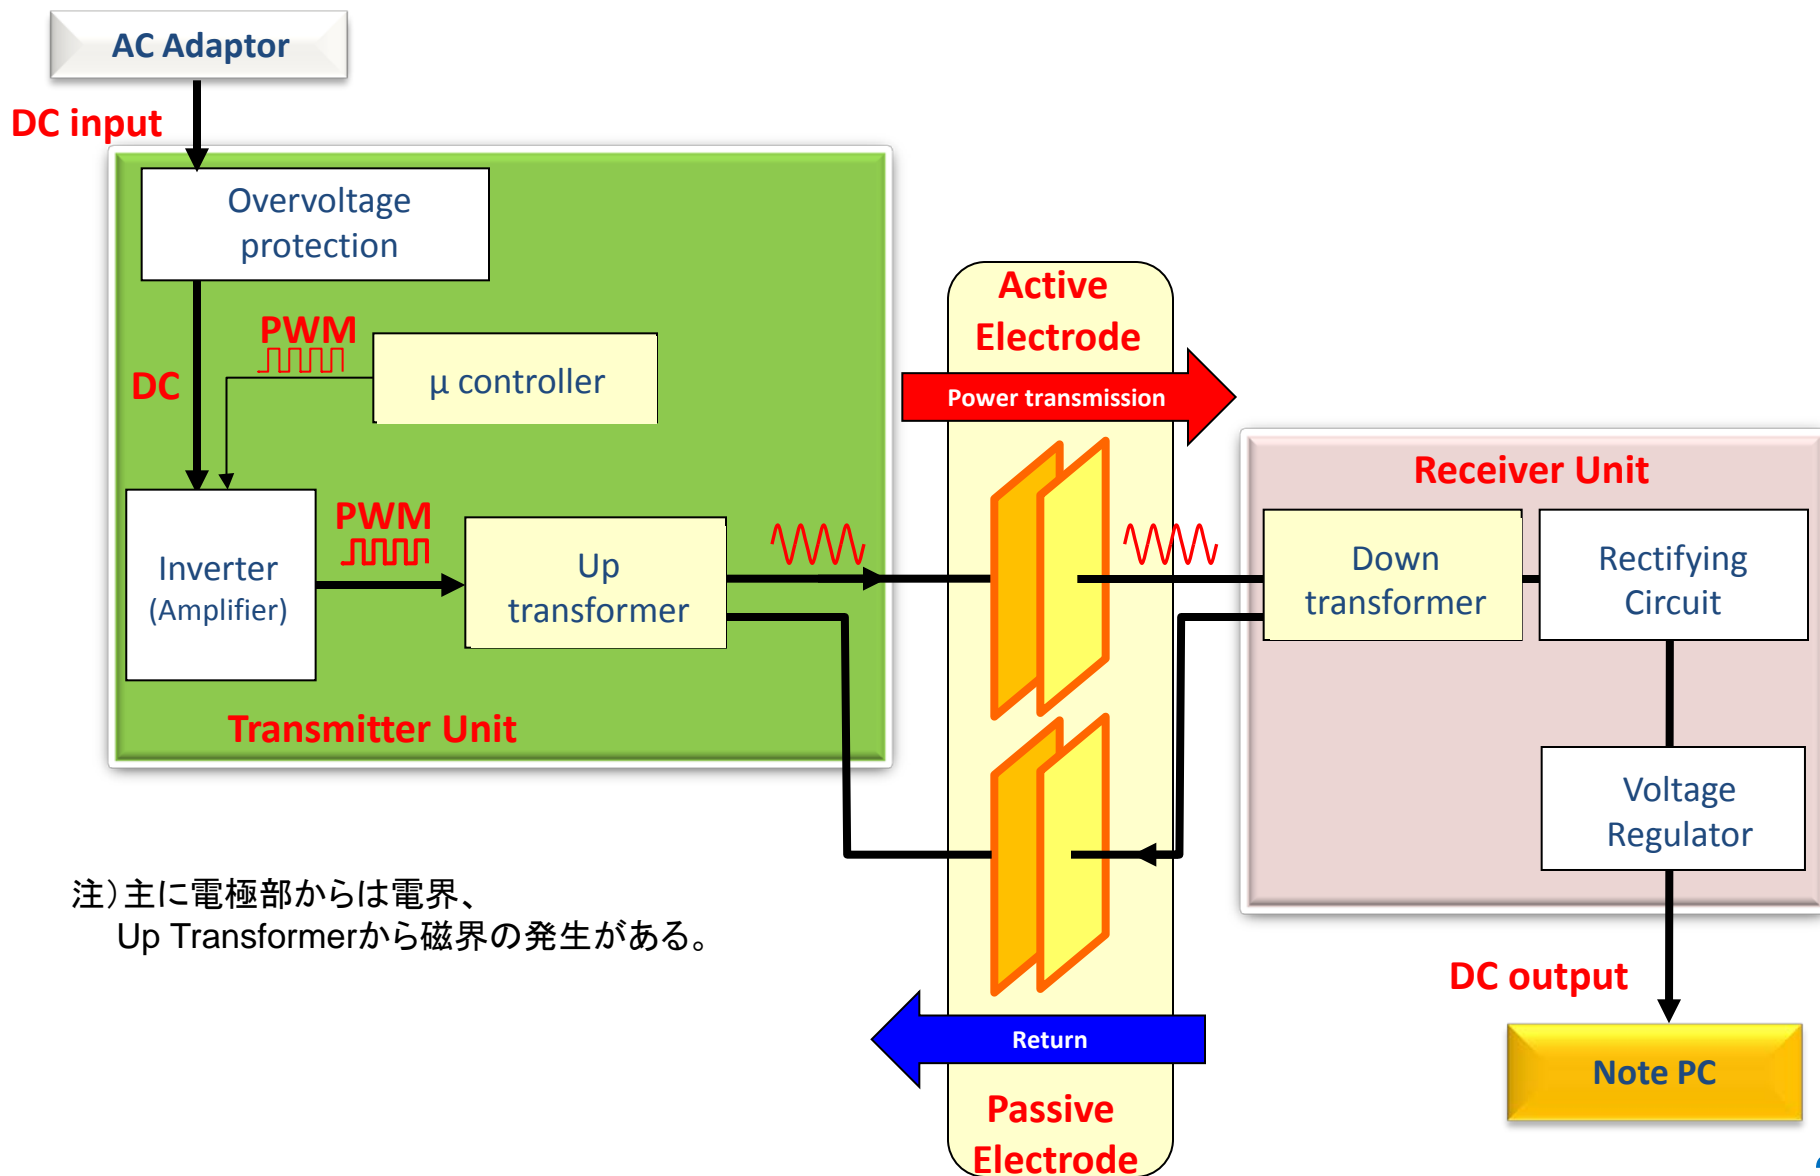 AC Adaptor
DC input
Overvoltage
protection
PWM
μ controller
DC
Inverter
(Amplifier)
PWM
Up
transformer
Transmitter Unit
Active
Electrode
Power transmission
Receiver Unit
Down
transformer
Rectifying
Circuit
Voltage
Regulator
注）主に電極部からは電界、
Up Transformerから磁界の発生がある。
Return
Passive
Electrode
DC output
Note PC